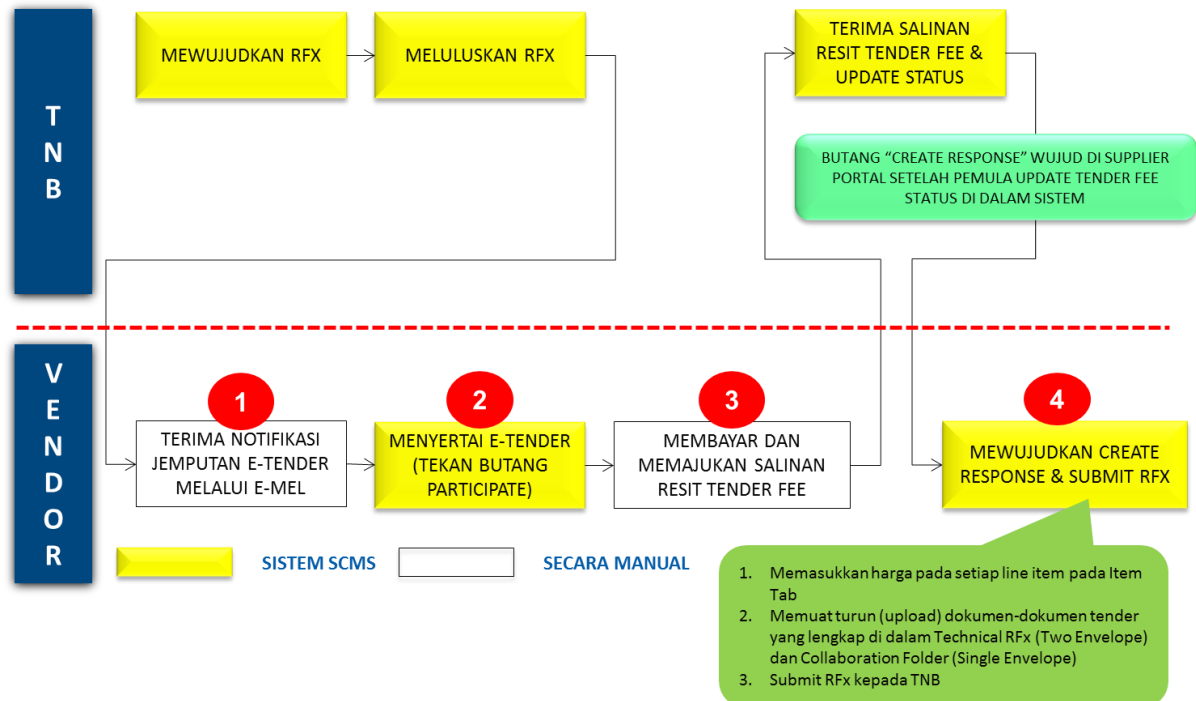 TNB
MEWUJUDKAN RFX
MELULUSKAN RFX
TERIMA SALINAN
RESIT TENDER FEE &
UPDATE STATUS
BUTANG “CREATE RESPONSE” WUJUD DI SUPPLIER
PORTAL SETELAH PEMULA UPDATE TENDER FEE
STATUS DI DALAM SISTEM
VENDOR
1
TERIMA NOTIFIKASI
JEMPUTAN E-TENDER
MELALUI E-MEL
2
MENYERTAI E-TENDER
(TEKAN BUTANG
PARTICIPATE)
3
MEMBAYAR DAN
MEMAJUKAN SALINAN
RESIT TENDER FEE
4
MEWUJUDKAN CREATE
RESPONSE & SUBMIT RFX
SISTEM SCMS
SECARA MANUAL
1. Memasukkan harga pada setiap line item pada Item
Tab
2. Memuat turun (upload) dokumen-dokumen tender
yang lengkap di dalam Technical RFx (Two Envelope)
dan Collaboration Folder (Single Envelope)
3. Submit RFx kepada TNB